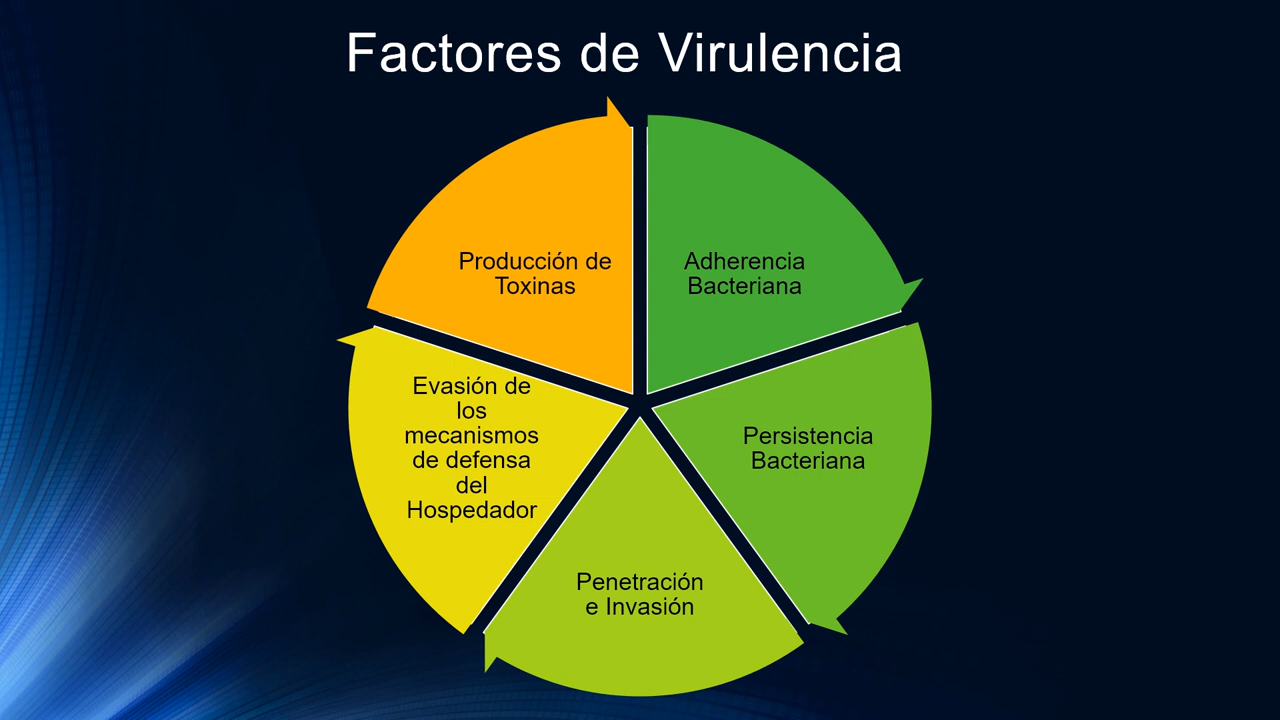 Factores de Virulencia
Producción de
Toxinas
Adherencia
Bacteriana
Evasión de
los
mecanismos
de defensa
del
Hospedador
Persistencia
Bacteriana
Penetración
e Invasión